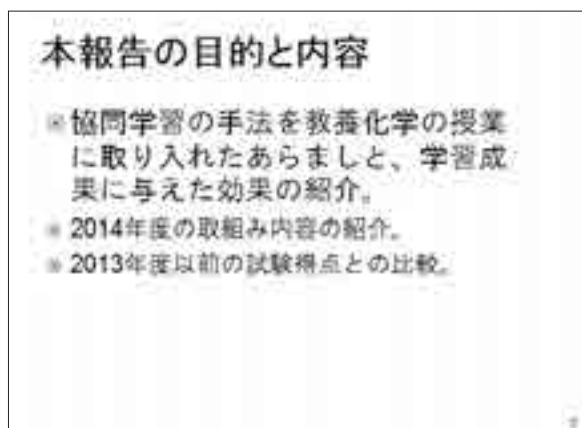 本報告の目的と内容
協同学習の手法を教養化学の授業
に取り入れたあらましと、学習成
果に与えた効果の紹介。
2014年度の取組み内容の紹介。
2013年度以前の試験得点との比較。